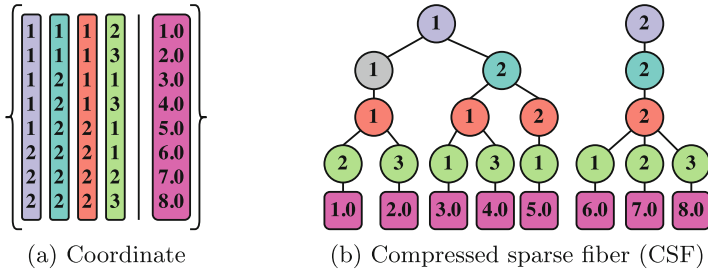 1 1 1 2 1.0
1 1 1 3 2.0
1 2 1 1 3.0
1 2 1 3 4.0
1 2 2 1 5.0
2 2 2 1 6.0
2 2 2 2 7.0
2 2 2 3 8.0
(a) Coordinate
1 2
1 2 2
1 1 2 2
2 3 1 3 1 1 2 3
1.0 2.0 3.0 4.0 5.0 6.0 7.0 8.0
(b) Compressed sparse fiber (CSF)